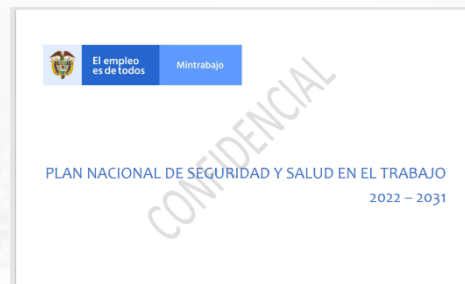 El empleo
es de todos
Mintrabajo
CONFIDENCIAL
PLAN NACIONAL DE SEGURIDAD Y SALUD EN EL TRABAJO
2022 – 2031